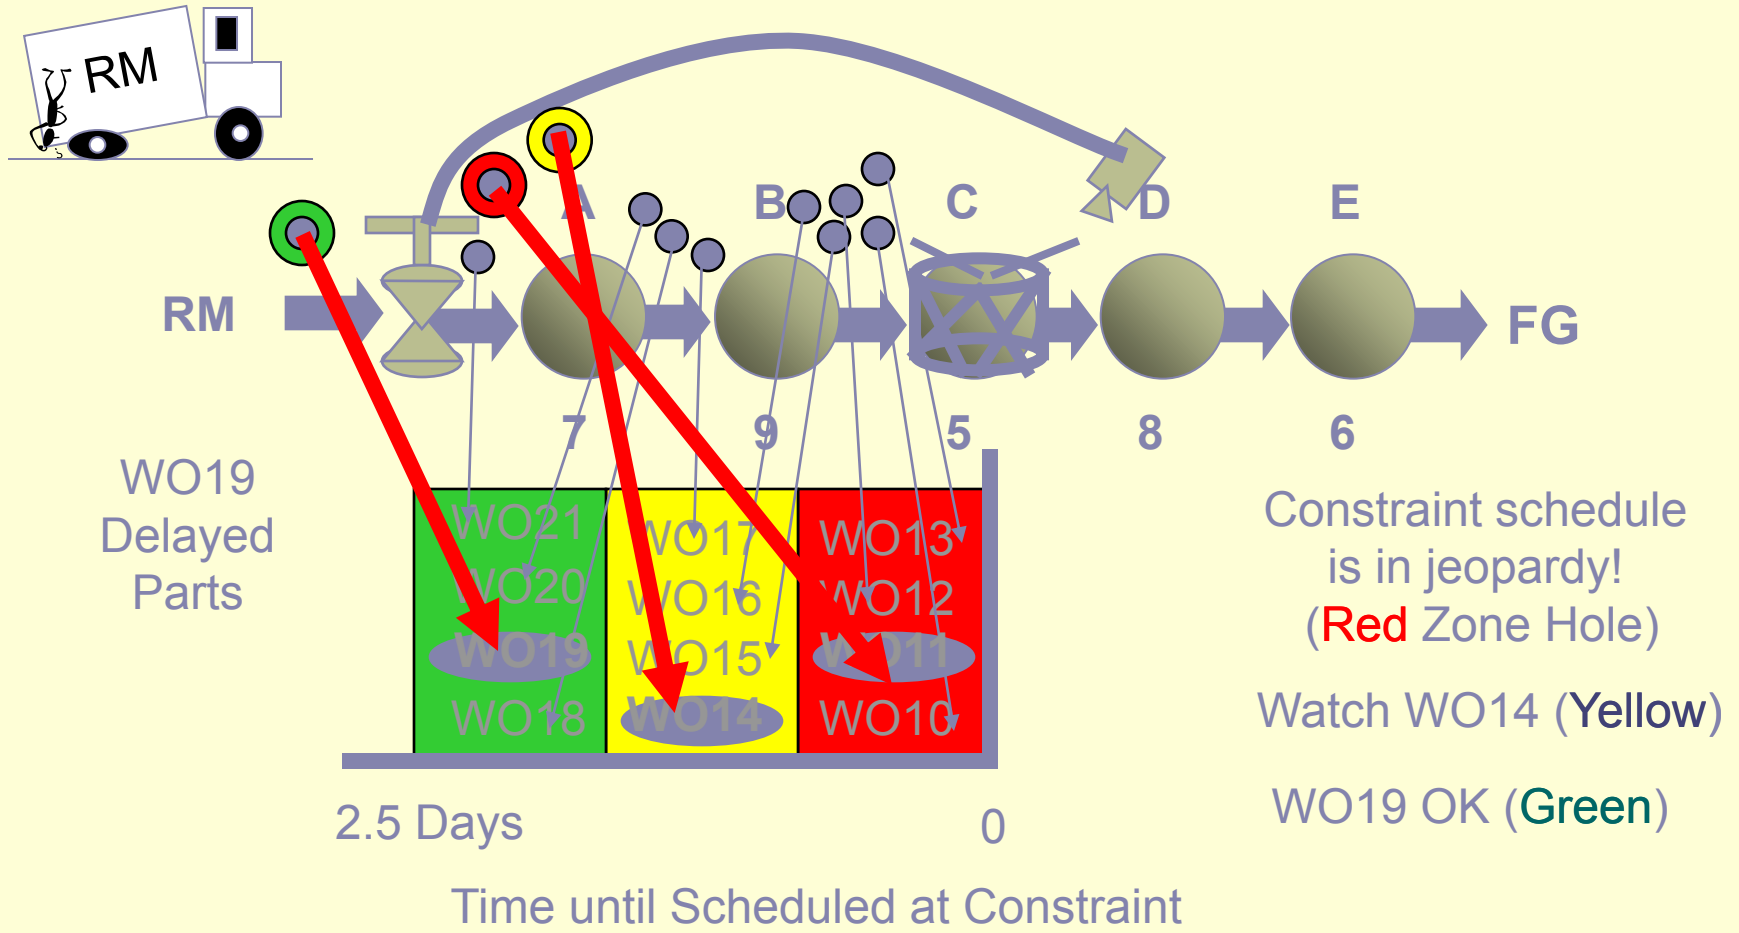 RM
A B C D E
RM
FG
7 9 5 8 6
WO19
Delayed
Parts
WO21
WO20
WO19
WO18
WO17
WO16
WO15
WO14
WO13
WO12
WO11
WO10
Constraint schedule
is in jeopardy!
(Red Zone Hole)
Watch WO14 (Yellow)
WO19 OK (Green)
2.5 Days
0
Time until Scheduled at Constraint